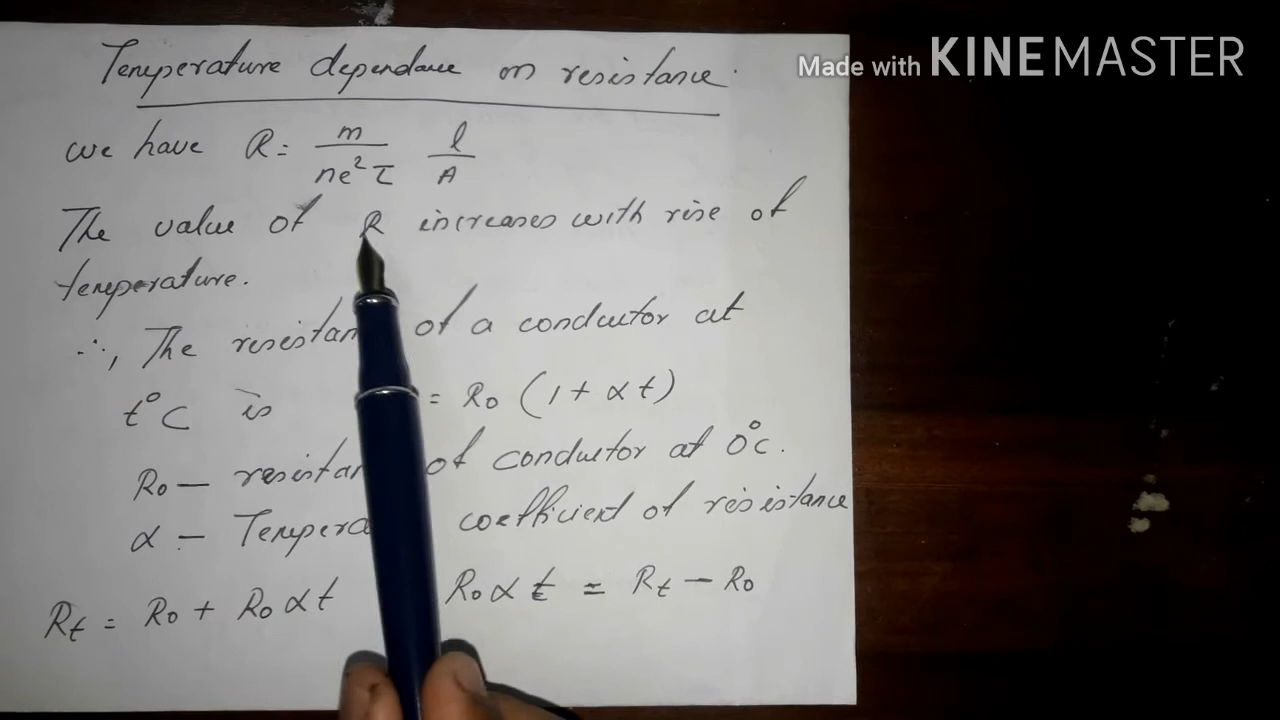 Temperature dependance on resistance.
Made with KINEMASTER
we have R = m/ne²τ l/A
The value of R increases with rise of
temperature.
∴, The resistan of a conductor at
t°C is = R₀ (1 + αt)
R₀ — resistan of conductor at 0°c.
α — Tempera coefficient of resistance
Rt = R₀ + R₀αt R₀αt = Rt — R₀